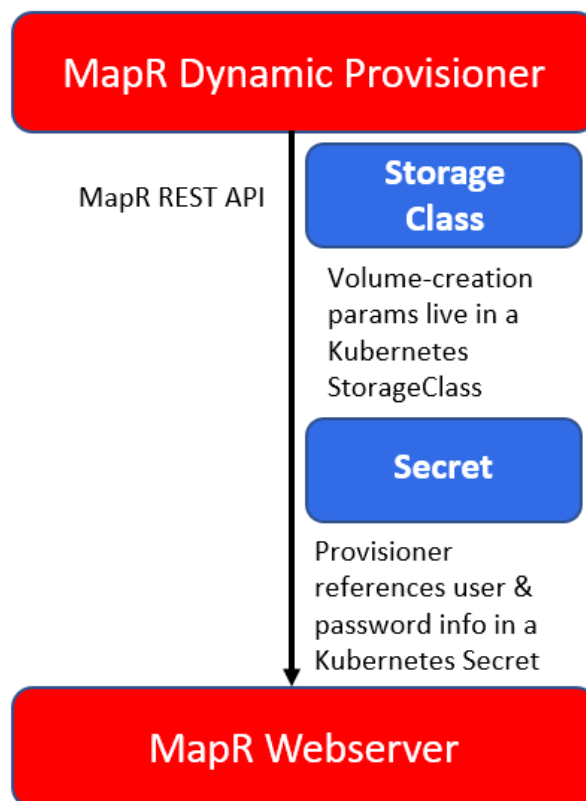 MapR Dynamic Provisioner
MapR REST API
Storage
Class
Volume-creation
params live in a
Kubernetes
StorageClass
Secret
Provisioner
references user &
password info in a
Kubernetes Secret
MapR Webserver